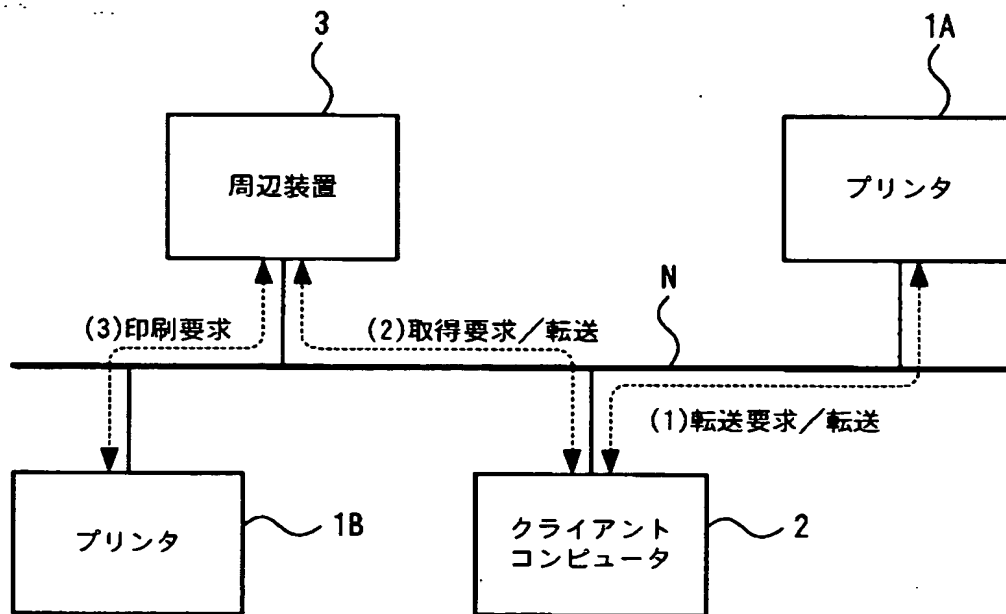 3
1A
周辺装置
プリンタ
N
(3)印刷要求
(2)取得要求／転送
(1)転送要求／転送
プリンタ
1B
クライアント
コンピュータ
2